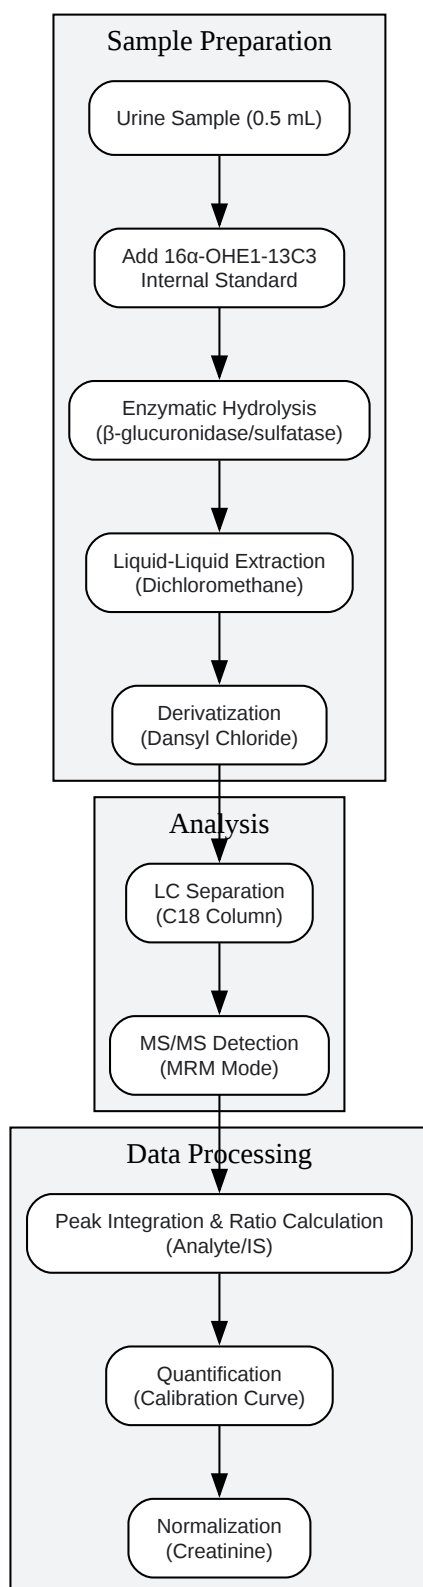 Sample Preparation
Urine Sample (0.5 mL)
Add 16α-OHE1-13C3
Internal Standard
Enzymatic Hydrolysis
(β-glucuronidase/sulfatase)
Liquid-Liquid Extraction
(Dichloromethane)
Derivatization
(Dansyl Chloride)
Analysis
LC Separation
(C18 Column)
MS/MS Detection
(MRM Mode)
Data Processing
Peak Integration & Ratio Calculation
(Analyte/IS)
Quantification
(Calibration Curve)
Normalization
(Creatinine)